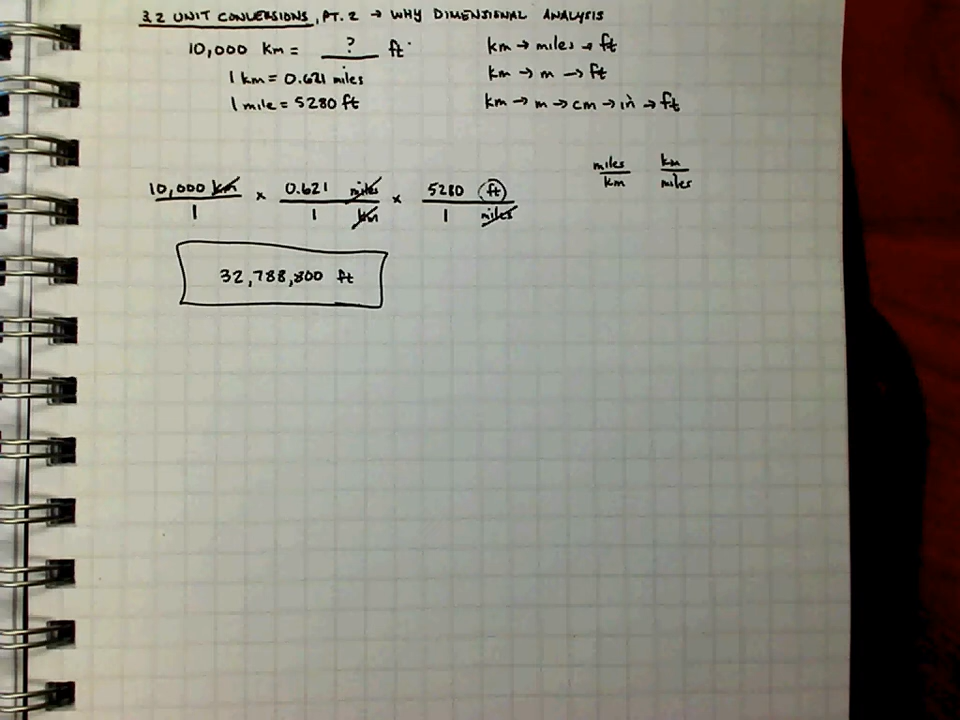 3.2 UNIT CONVERSIONS, PT. 2 → WHY DIMENSIONAL ANALYSIS
10,000 km = ? ft
km → miles → ft
1 km = 0.621 miles
km → m → ft
1 mile = 5280 ft
km → m → cm → in → ft
miles/km km/miles
10,000 km/1 × 0.621 miles/1 km × 5280 ft/1 miles
32,788,800 ft